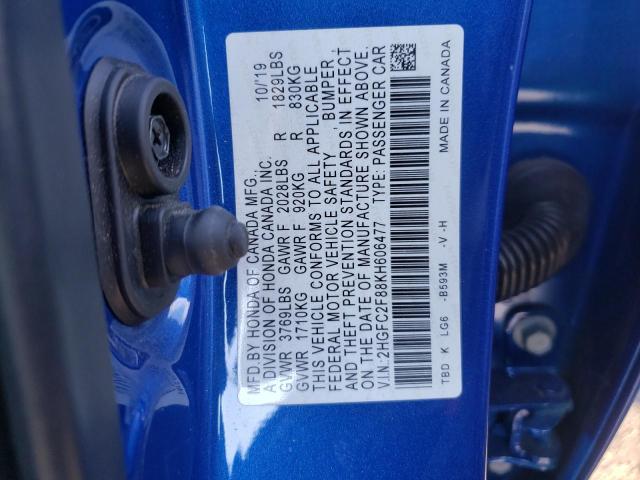 MFD.BY HONDA OF CANADA MFG. 10/19
A DIVISION OF HONDA CANADA INC.
GVWR 3769LBS GAWR F 2028LBS R 1829LBS
GVWR 1710KG GAWR F 920KG R 830KG
THIS VEHICLE CONFORMS TO ALL APPLICABLE
FEDERAL MOTOR VEHICLE SAFETY, BUMPER,
AND THEFT PREVENTION STANDARDS, IN EFFECT
ON THE DATE OF MANUFACTURE SHOWN ABOVE.
V.I.N.:2HGFC2F88KH606477 TYPE: PASSENGER CAR
TBD K LG6 -B593M -V -H MADE IN CANADA